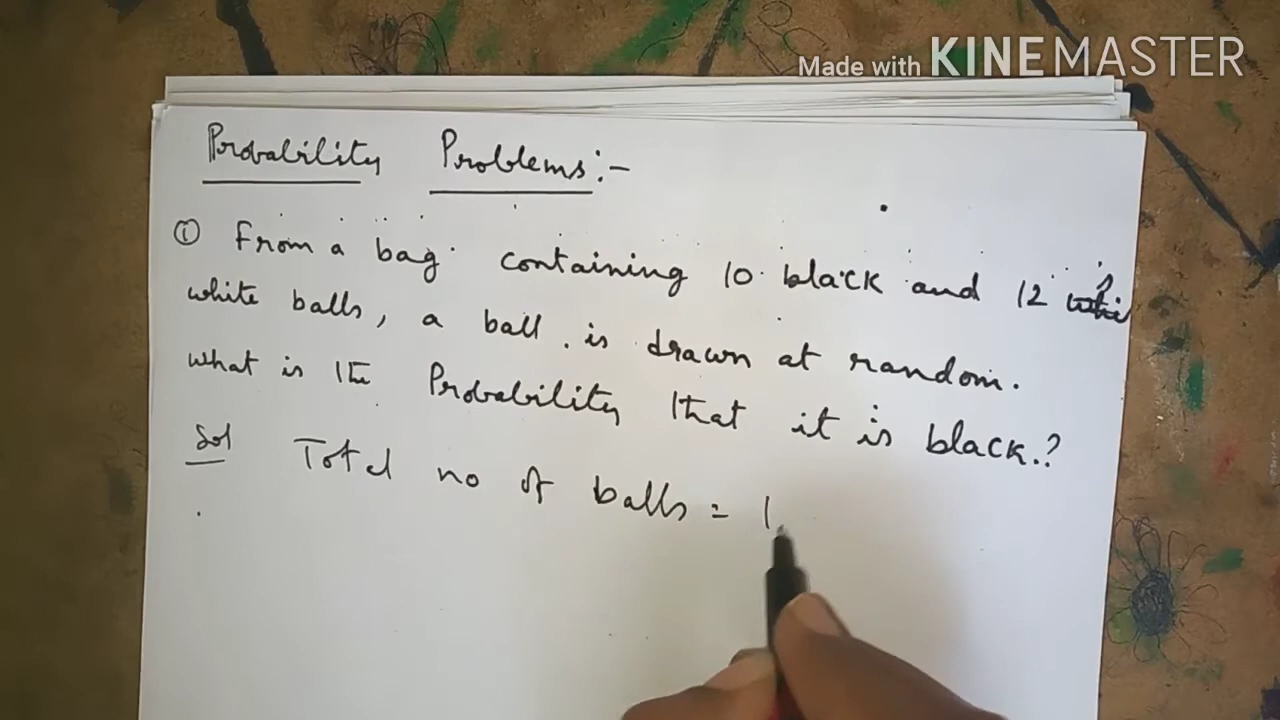 Made with KINEMASTER
Probability Problems:-
① From a bag containing 10 black and 12
white balls, a ball is drawn at random.
what is the Probability that it is black.?
Sol Total no of balls = 1